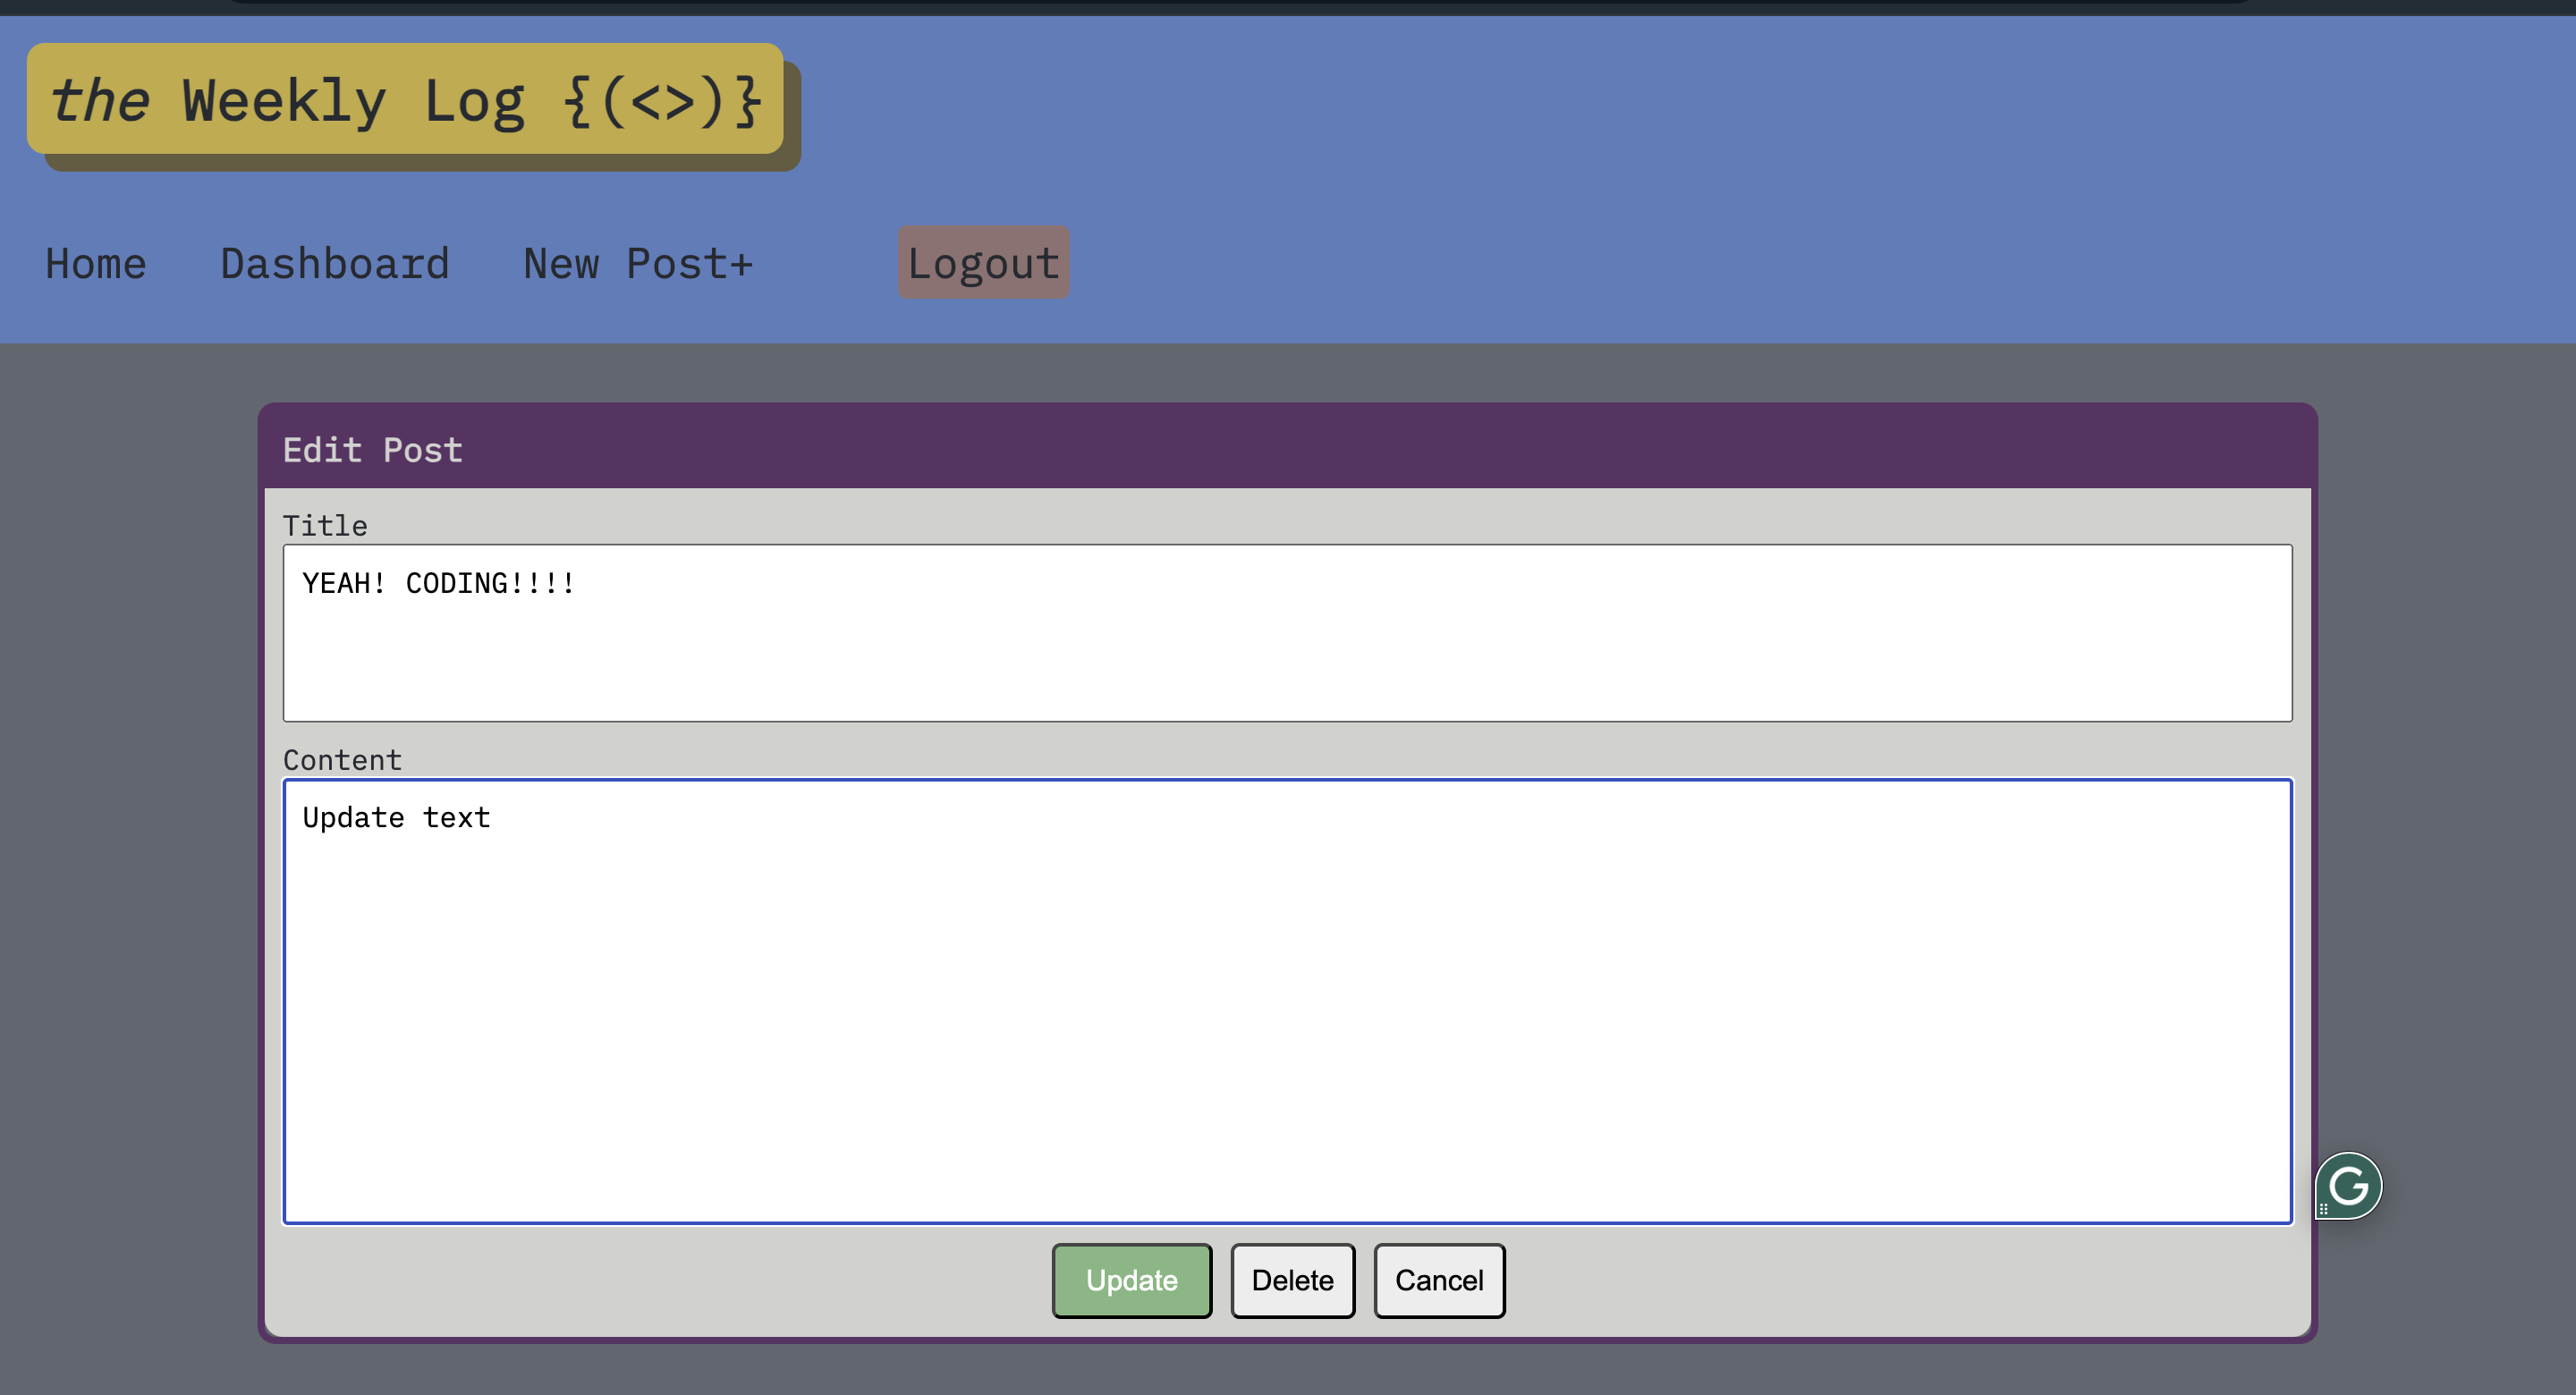 the Weekly Log {(<>)}
Home Dashboard New Post+ Logout
Edit Post
Title
YEAH! CODING!!!!
Content
Update text
G
Update Delete Cancel